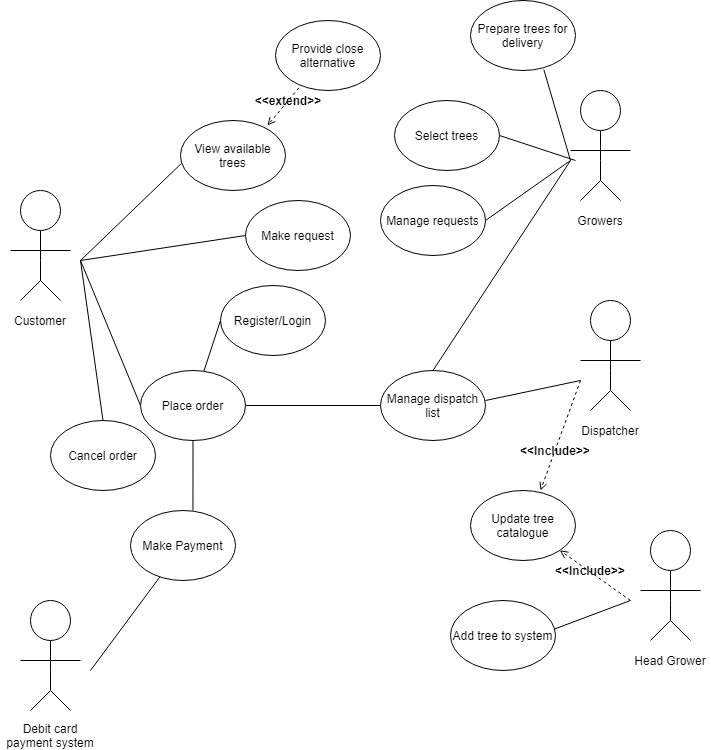 Prepare trees for
delivery
Provide close
alternative
<<extend>>
Select trees
View available
trees
Manage requests
Growers
Make request
Customer
Register/Login
Place order
Manage dispatch
list
Dispatcher
Cancel order
<<Include>>
Update tree
catalogue
Make Payment
<<Include>>
Add tree to system
Head Grower
Debit card
payment system